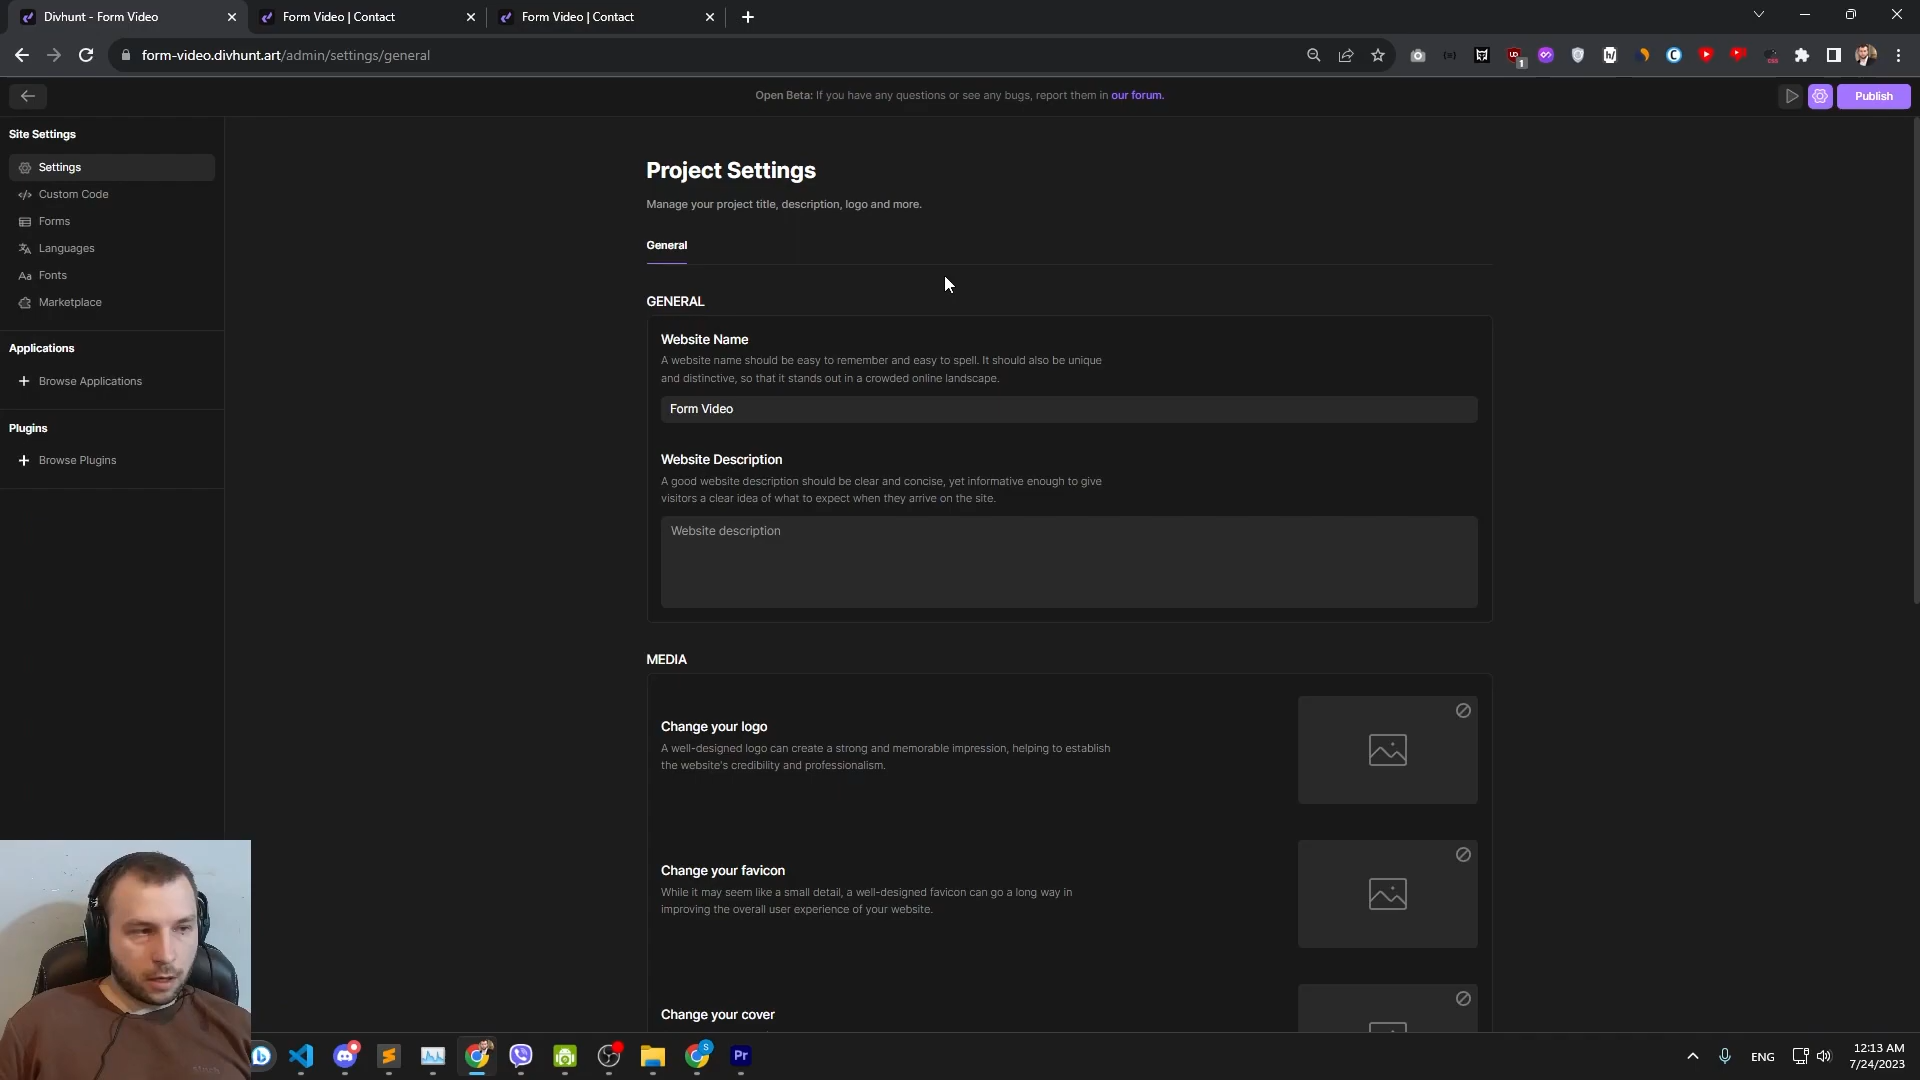 Divhunt - Form Video
Form Video | Contact
Form Video | Contact
form-video.divhunt.art/admin/settings/general
1
Open Beta: If you have any questions or see any bugs, report them in our forum.
Publish
Site Settings
Settings
Custom Code
Forms
Languages
Fonts
Marketplace
Applications
Browse Applications
Plugins
Browse Plugins
Project Settings
Manage your project title, description, logo and more.
General
GENERAL
Website Name
A website name should be easy to remember and easy to spell. It should also be unique
and distinctive, so that it stands out in a crowded online landscape.
Form Video
Website Description
A good website description should be clear and concise, yet informative enough to give
visitors a clear idea of what to expect when they arrive on the site.
Website description
MEDIA
Change your logo
A well-designed logo can create a strong and memorable impression, helping to establish
the website's credibility and professionalism.
Change your favicon
While it may seem like a small detail, a well-designed favicon can go a long way in
improving the overall user experience of your website.
Change your cover
Pr
ENG
12:13 AM
7/24/2023